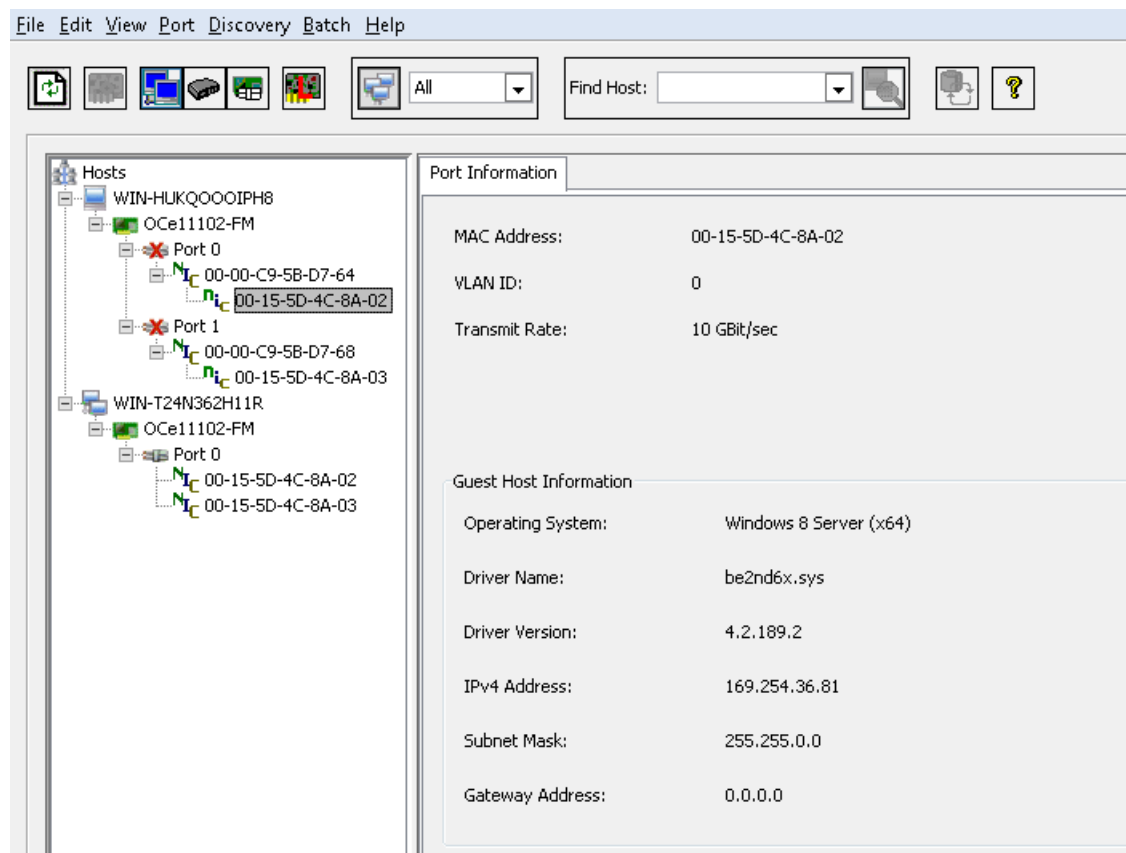 File Edit View Port Discovery Batch Help
All
Find Host:
Hosts
WIN-HUKQOOOIPH8
OCe11102-FM
Port 0
NIC 00-00-C9-5B-D7-64
nic 00-15-5D-4C-8A-02
Port 1
NIC 00-00-C9-5B-D7-68
nic 00-15-5D-4C-8A-03
WIN-T24N362H11R
OCe11102-FM
Port 0
NIC 00-15-5D-4C-8A-02
NIC 00-15-5D-4C-8A-03
Port Information
MAC Address: 00-15-5D-4C-8A-02
VLAN ID: 0
Transmit Rate: 10 GBit/sec
Guest Host Information
Operating System: Windows 8 Server (x64)
Driver Name: be2nd6x.sys
Driver Version: 4.2.189.2
IPv4 Address: 169.254.36.81
Subnet Mask: 255.255.0.0
Gateway Address: 0.0.0.0